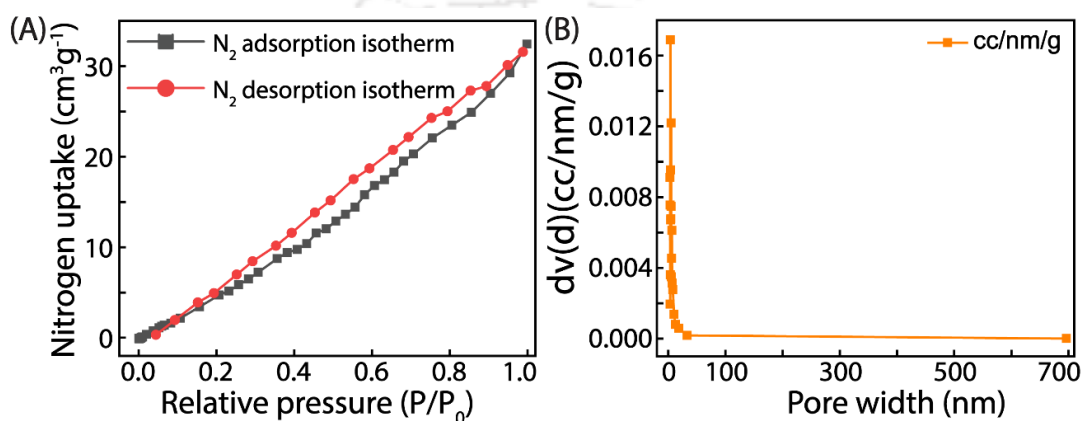 (A)
N₂ adsorption isotherm
N₂ desorption isotherm
Nitrogen uptake (cm³g⁻¹)
30
20
10
0
0.0 0.2 0.4 0.6 0.8 1.0
Relative pressure (P/P₀)
(B)
cc/nm/g
dv(d)(cc/nm/g)
0.016
0.012
0.008
0.004
0.000
0 100 300 500 700
Pore width (nm)